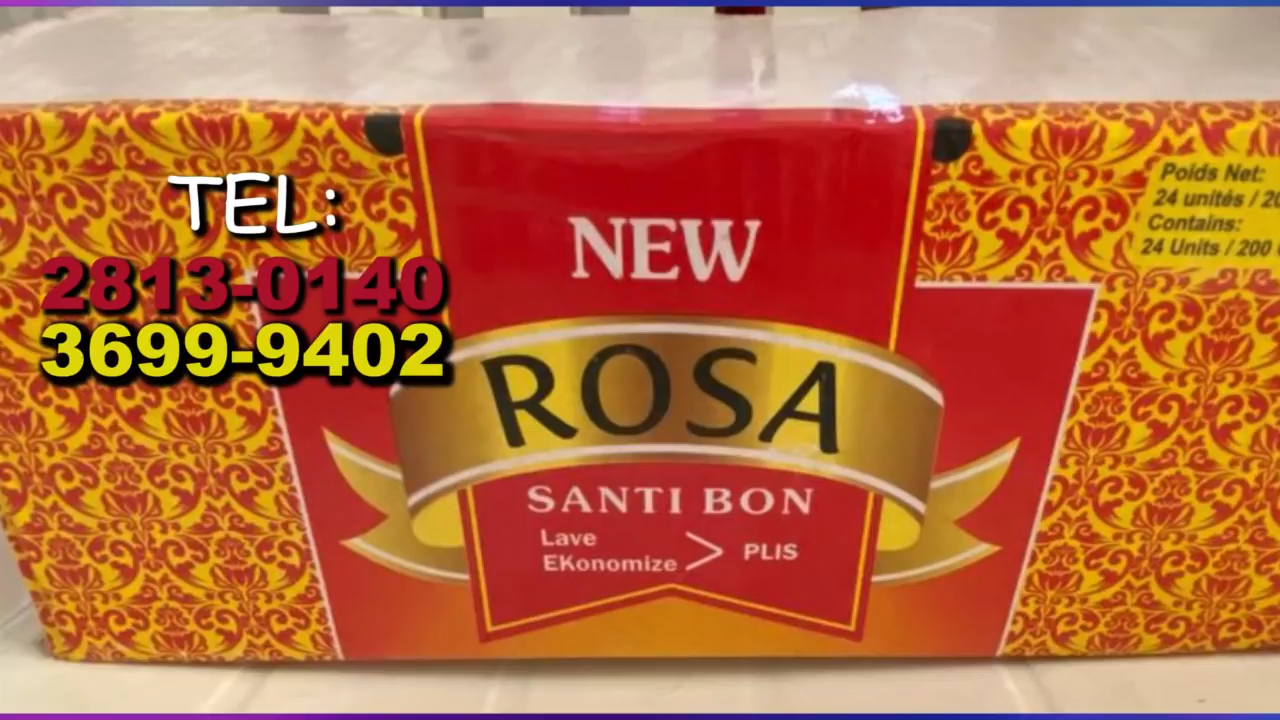 TEL:
2813-0140
3699-9402
NEW
ROSA
SANTI BON
Lave
EKonomize > PLIS
Poids Net:
24 unités /
Contains:
24 Units / 200